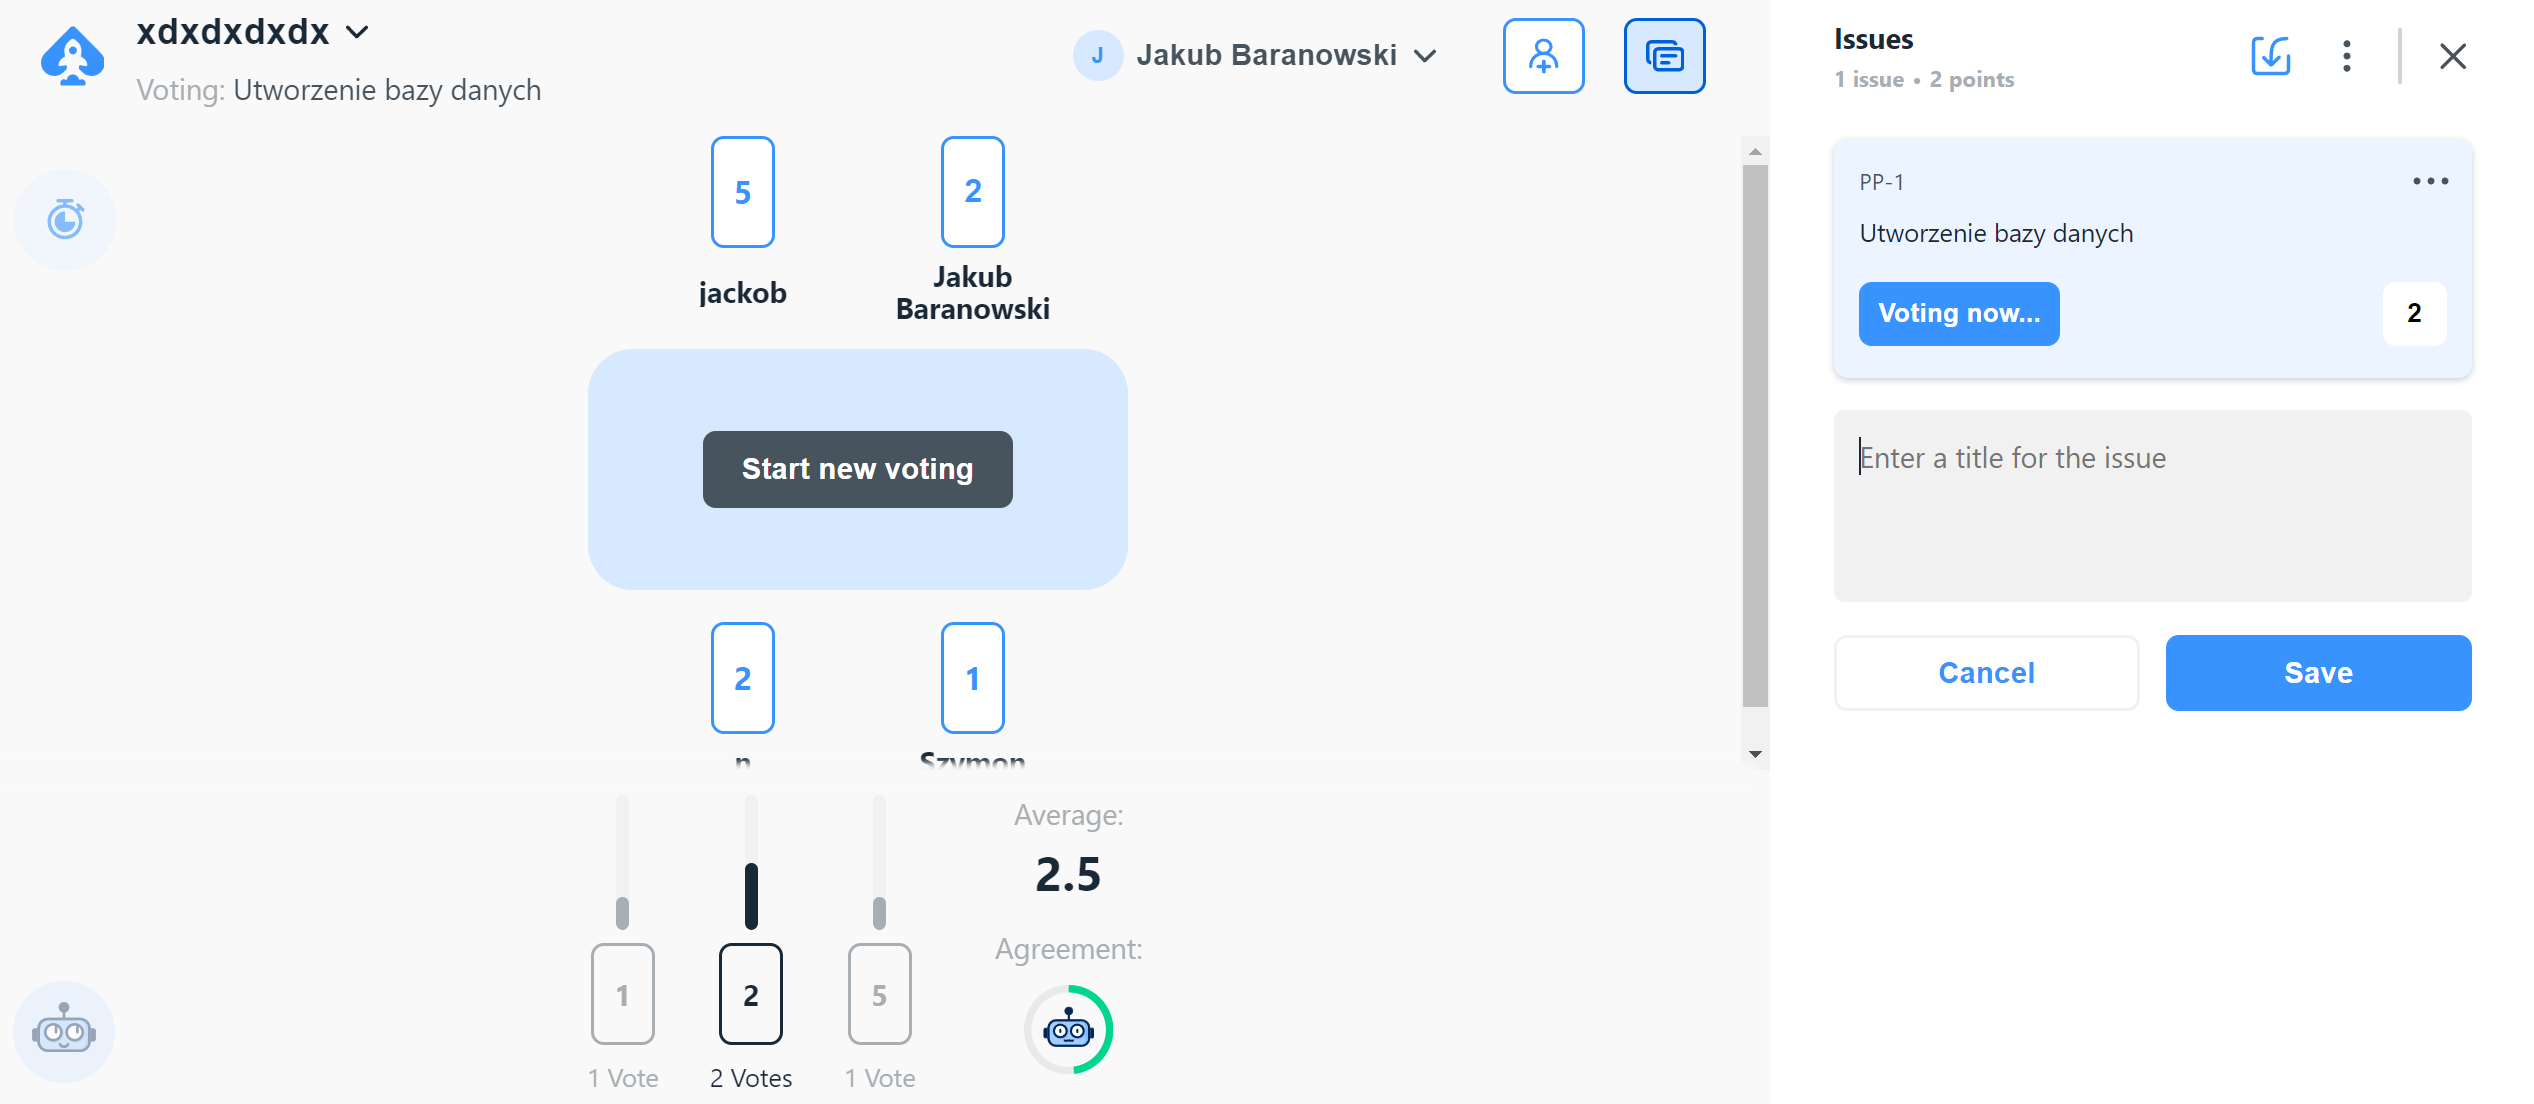 xdxdxdxdx
Voting: Utworzenie bazy danych
J
Jakub Baranowski
5
2
jackob
Jakub
Baranowski
Start new voting
2
1
n
Szymon
Average:
2.5
Agreement:
1
2
5
1 Vote
2 Votes
1 Vote
Issues
1 issue • 2 points
PP-1
Utworzenie bazy danych
Voting now...
2
Enter a title for the issue
Cancel
Save